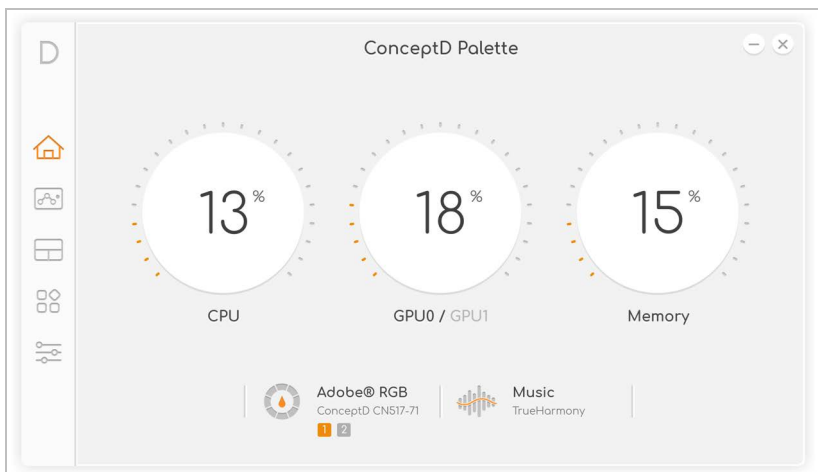 D
ConceptD Palette
13%
18%
15%
CPU
GPU0 / GPU1
Memory
Adobe® RGB
ConceptD CN517-71
1 2
Music
TrueHarmony